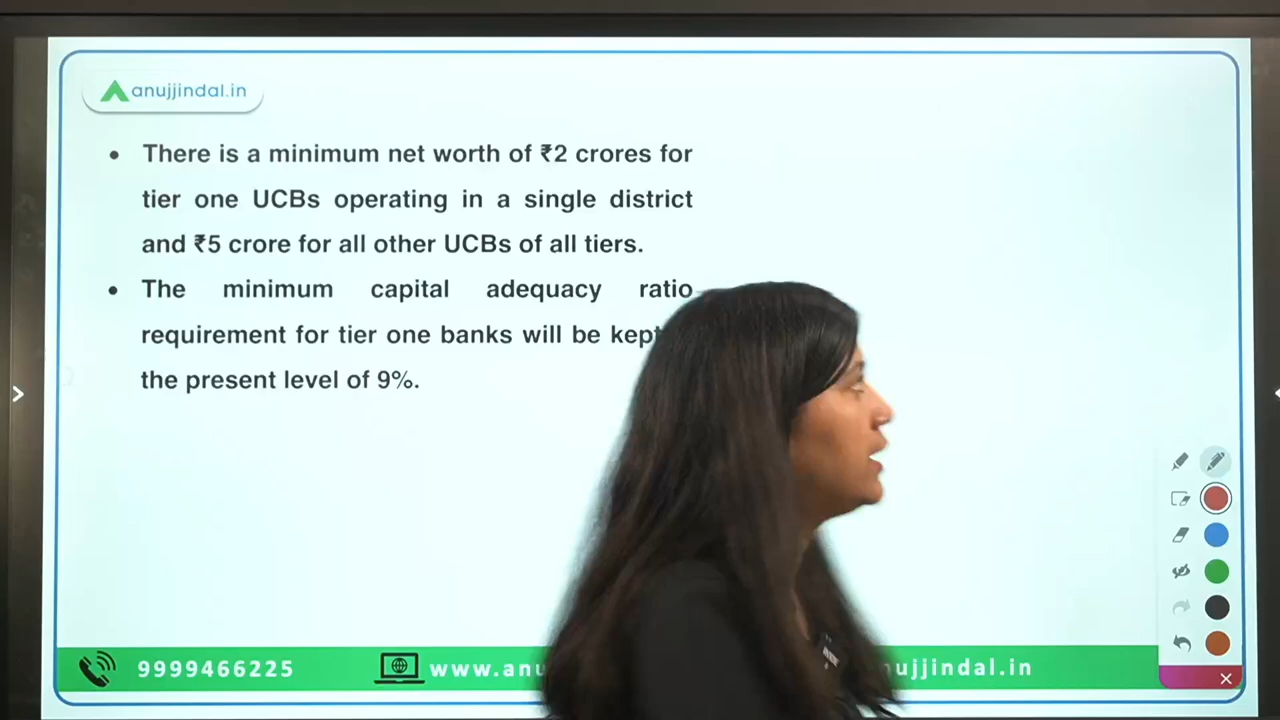 anujjindal.in
• There is a minimum net worth of ₹2 crores for
tier one UCBs operating in a single district
and ₹5 crore for all other UCBs of all tiers.
• The minimum capital adequacy ratio
requirement for tier one banks will be kept
the present level of 9%.
9999466225 www.anu ujjindal.in